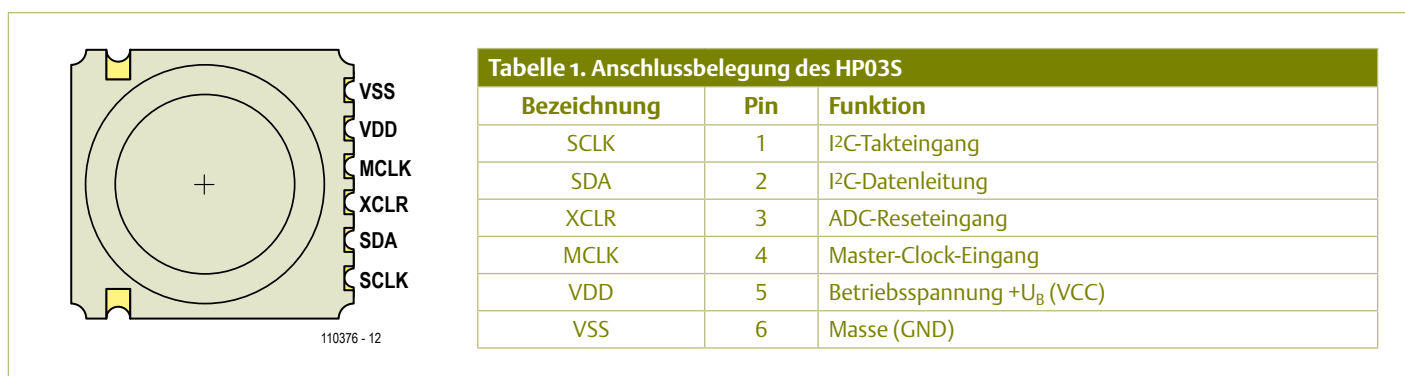 VSS
VDD
MCLK
XCLR
SDA
SCLK
110376 - 12
Tabelle 1. Anschlussbelegung des HP03S
Bezeichnung Pin Funktion
SCLK 1 I²C-Takteingang
SDA 2 I²C-Datenleitung
XCLR 3 ADC-Reseteingang
MCLK 4 Master-Clock-Eingang
VDD 5 Betriebsspannung +U_B (VCC)
VSS 6 Masse (GND)